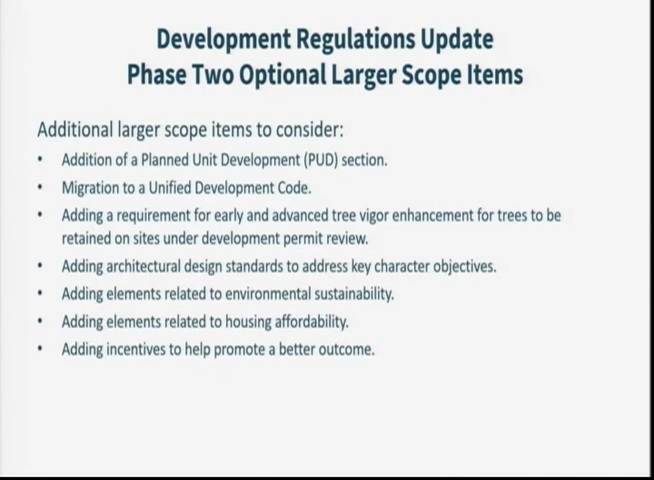 Development Regulations Update
Phase Two Optional Larger Scope Items
Additional larger scope items to consider:
• Addition of a Planned Unit Development (PUD) section.
• Migration to a Unified Development Code.
• Adding a requirement for early and advanced tree vigor enhancement for trees to be
retained on sites under development permit review.
• Adding architectural design standards to address key character objectives.
• Adding elements related to environmental sustainability.
• Adding elements related to housing affordability.
• Adding incentives to help promote a better outcome.